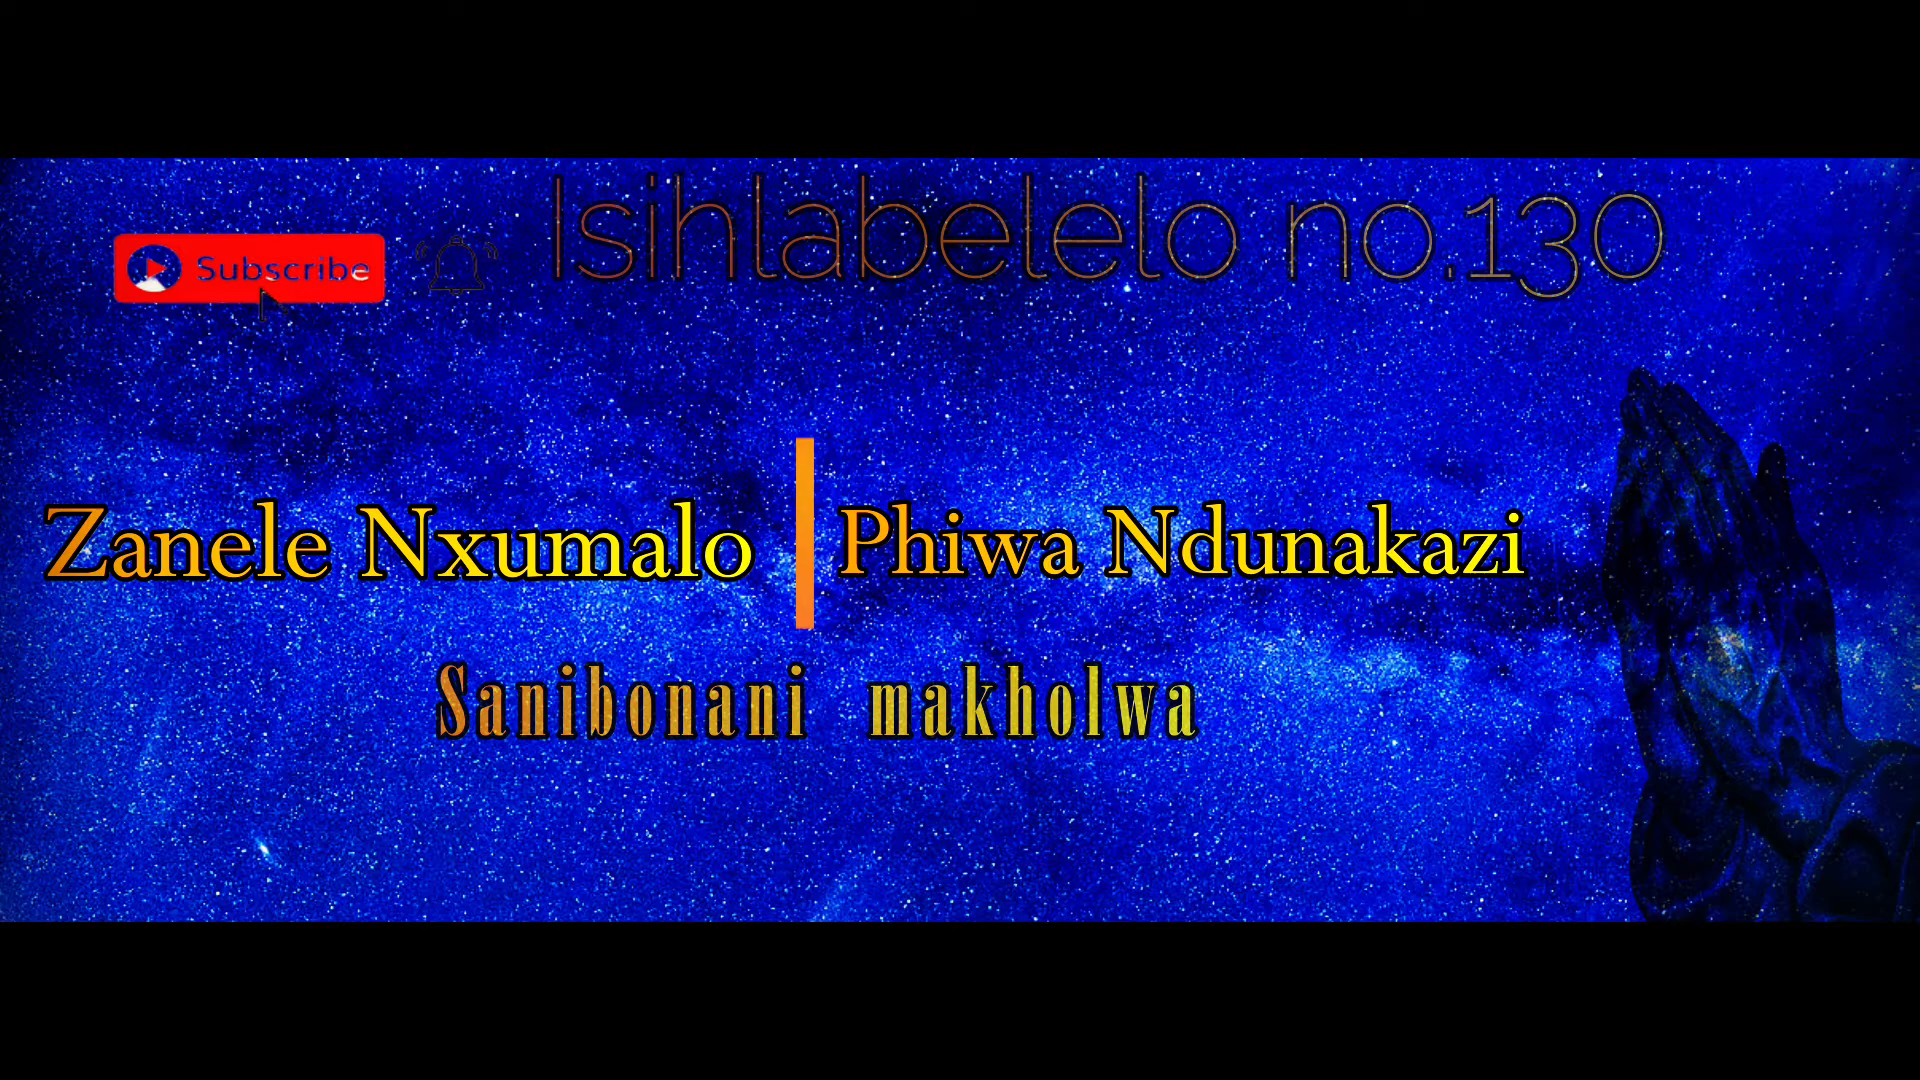 Isihlabelelo no.130
Subscribe
Zanele Nxumalo | Phiwa Ndunakazi
Sanibonani makholwa